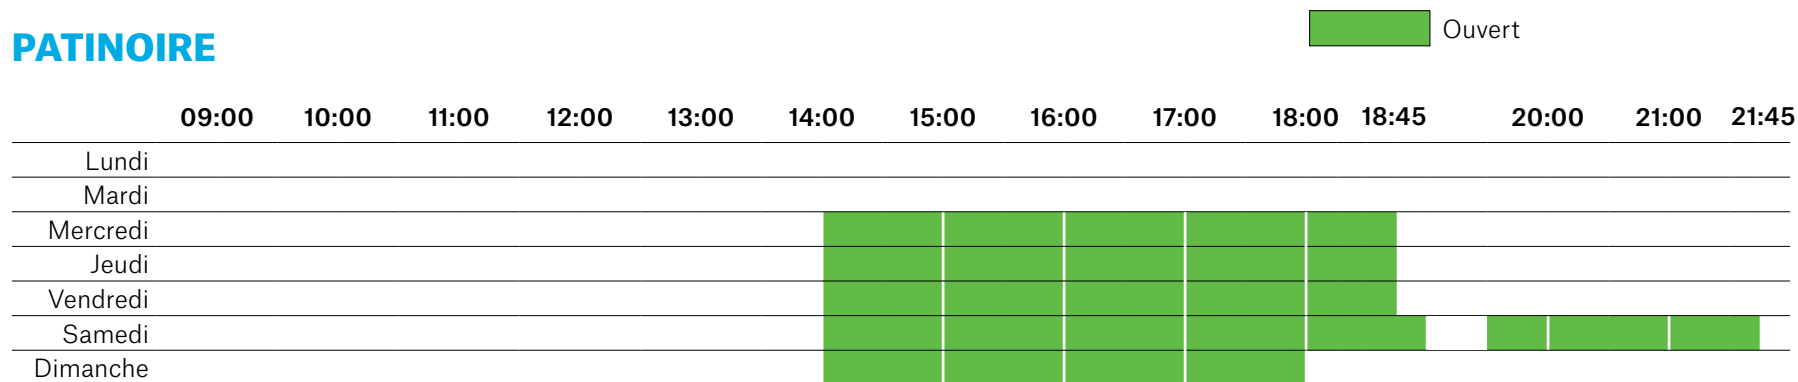 Ouvert
PATINOIRE
09:00 10:00 11:00 12:00 13:00 14:00 15:00 16:00 17:00 18:00 18:45 20:00 21:00 21:45
Lundi
Mardi
Mercredi
Jeudi
Vendredi
Samedi
Dimanche